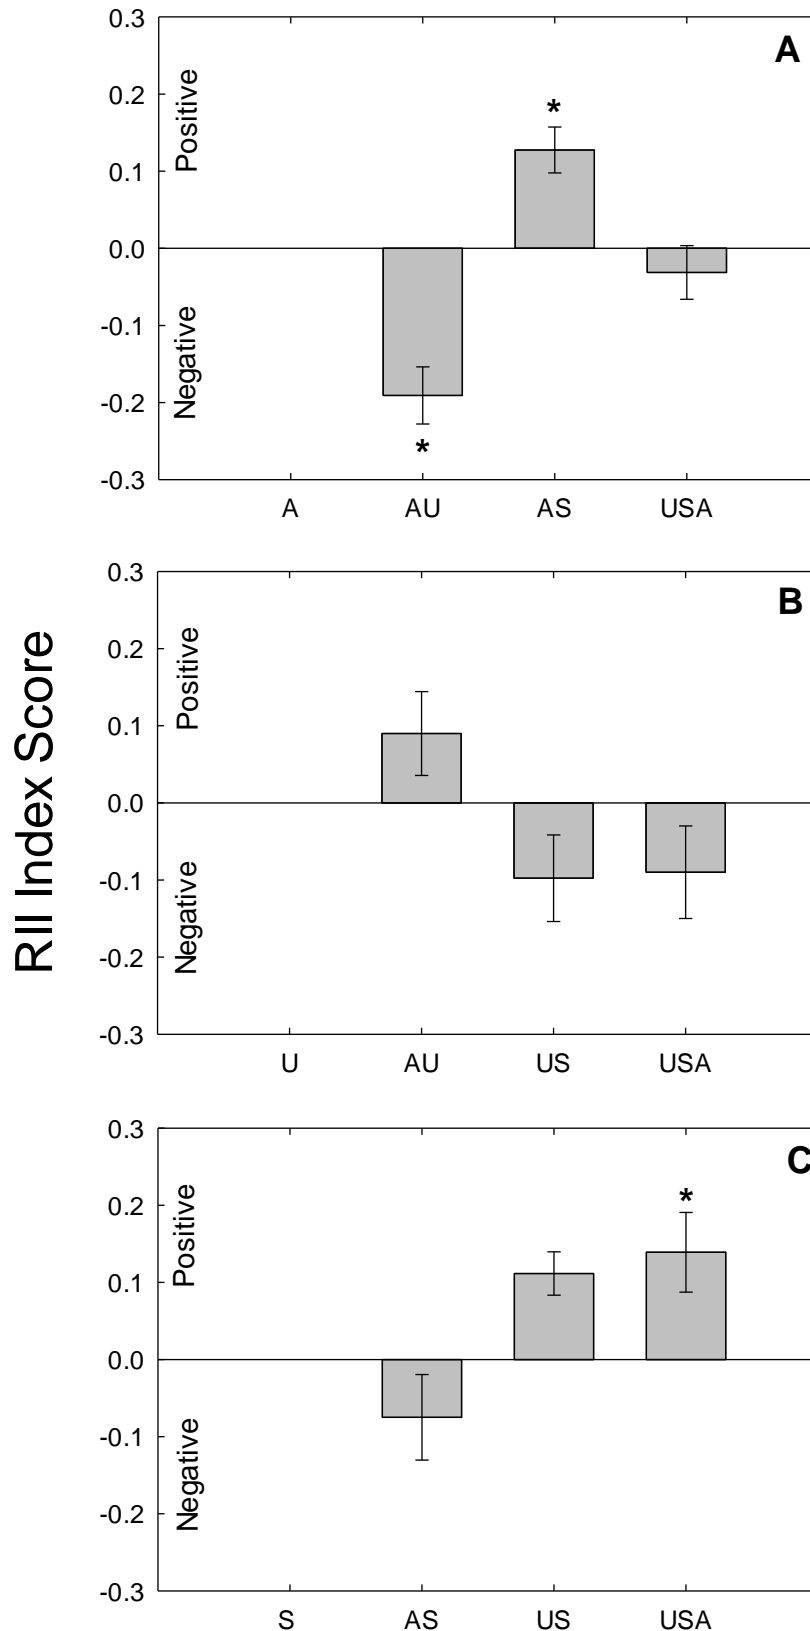 RII Index Score
A
0.3
0.2
0.1
0.0
-0.1
-0.2
-0.3
Positive
Negative
*
*
A AU AS USA
B
0.3
0.2
0.1
0.0
-0.1
-0.2
-0.3
Positive
Negative
U AU US USA
C
0.3
0.2
0.1
0.0
-0.1
-0.2
-0.3
Positive
Negative
*
S AS US USA